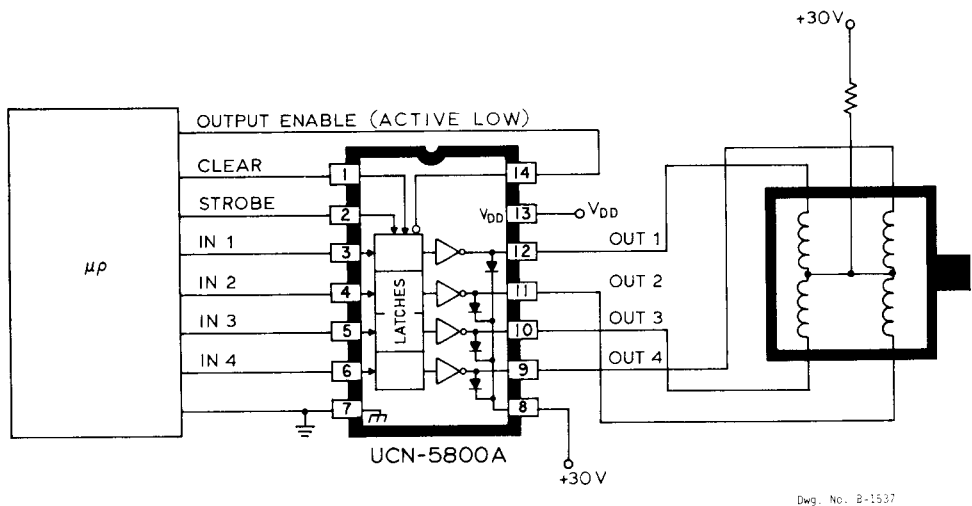 +30V
OUTPUT ENABLE (ACTIVE LOW)
CLEAR
STROBE
IN 1
IN 2
IN 3
IN 4
μp
1
2
3
4
5
6
7
LATCHES
14
VDD 13 VDD
12
11
10
9
8
OUT 1
OUT 2
OUT 3
OUT 4
UCN-5800A
+30V
Dwg. No. B-1537